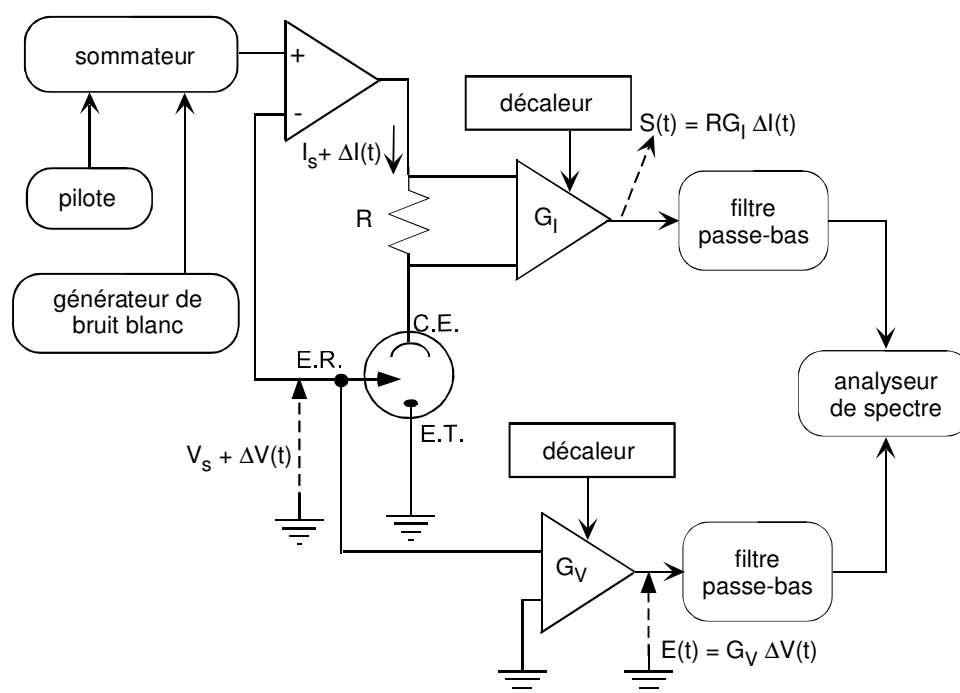 sommateur
+
-
décaleur
S(t) = RG_I ΔI(t)
I_s+ ΔI(t)
pilote
R
G_I
filtre
passe-bas
générateur de
bruit blanc
C.E.
E.R.
analyseur
de spectre
E.T.
V_s + ΔV(t)
décaleur
G_V
filtre
passe-bas
E(t) = G_V ΔV(t)